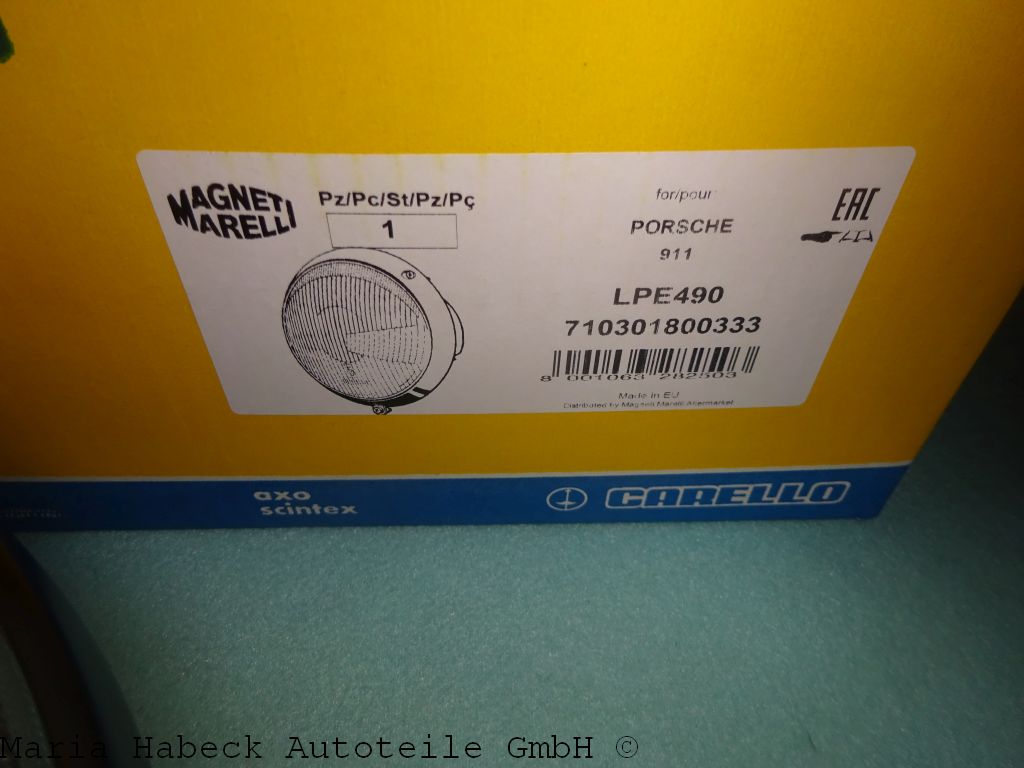 MAGNETI
MARELLI
Pz/Pc/St/Pz/Pç
1
for/pour
PORSCHE
911
EAC
LPE490
710301800333
8 001063 282503
Made in EU
Distributed by Magneti Marelli Aftermarket
axo
scintex
CARELLO
Maria Habeck Autoteile GmbH ©